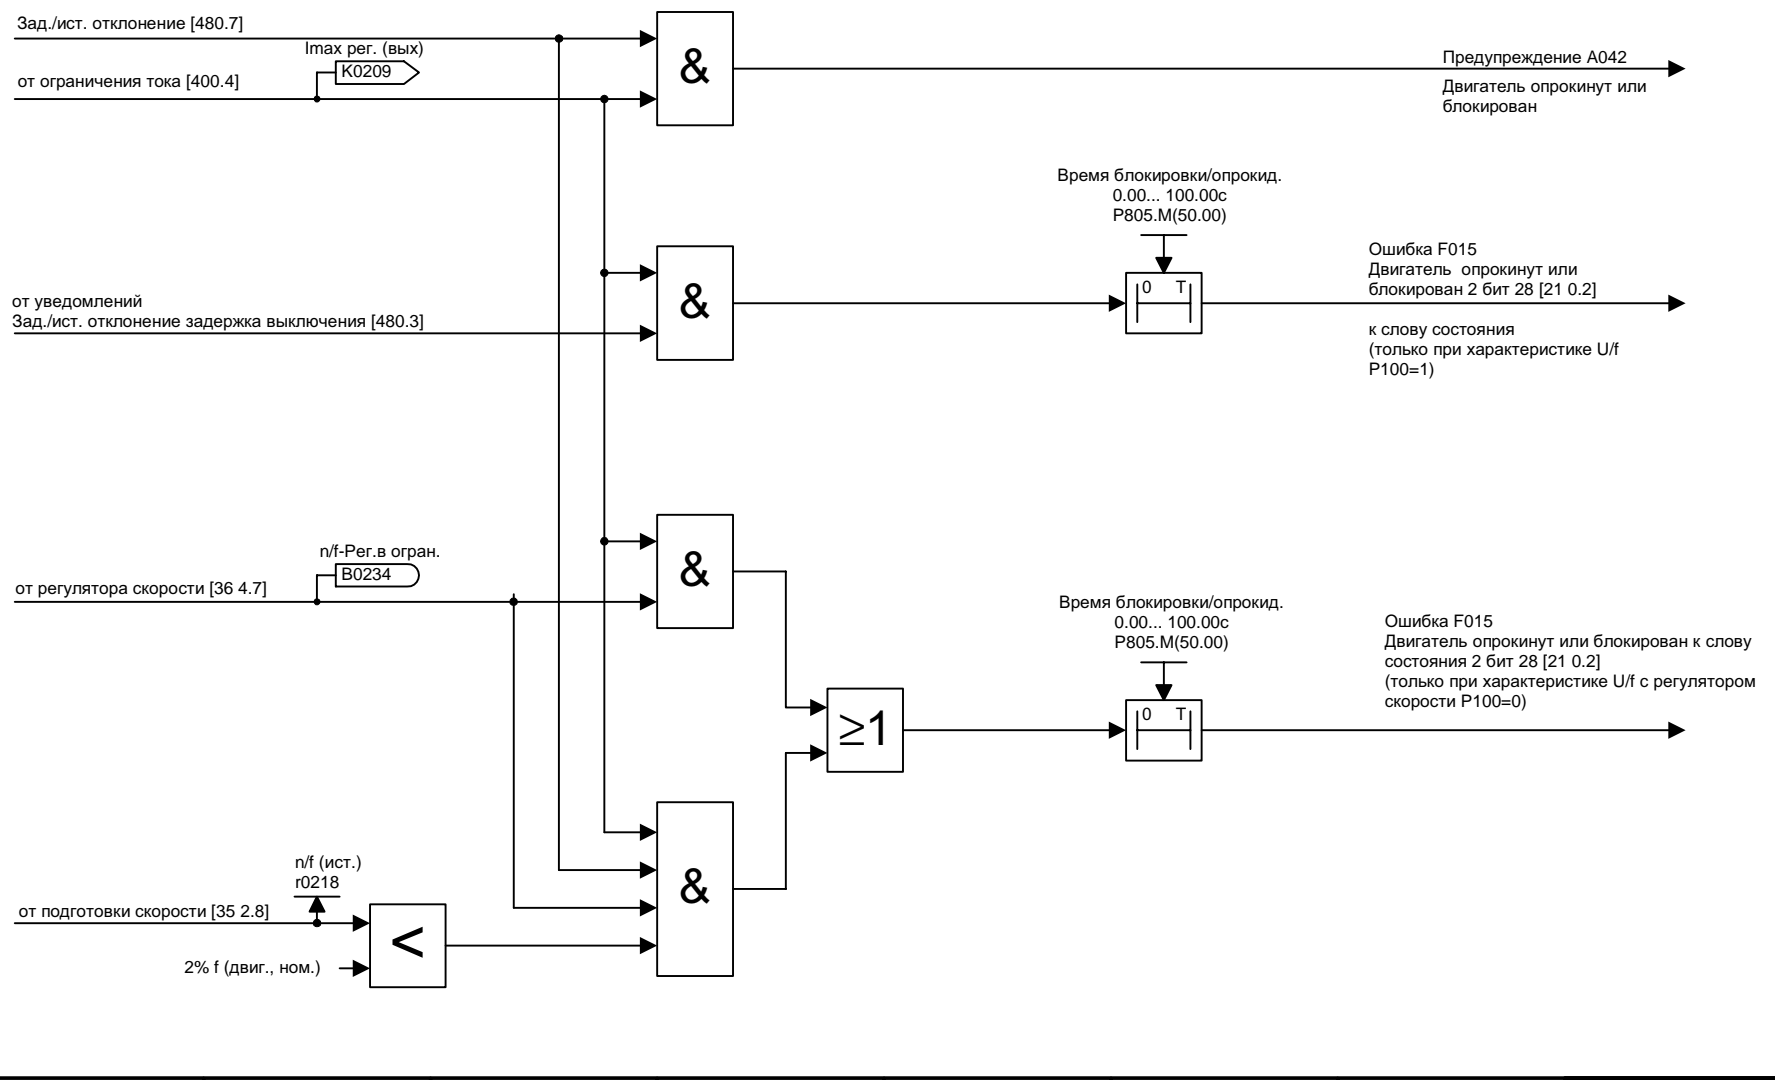 Зад./ист. отклонение [480.7]
Imax рег. (вых)
K0209
от ограничения тока [400.4]
&
Предупреждение A042
Двигатель опрокинут или
блокирован
Время блокировки/опрокид.
0.00... 100.00с
P805.M(50.00)
от уведомлений
Зад./ист. отклонение задержка выключения [480.3]
&
0 T
Ошибка F015
Двигатель опрокинут или
блокирован 2 бит 28 [21 0.2]
к слову состояния
(только при характеристике U/f
P100=1)
n/f-Рег.в огран.
B0234
от регулятора скорости [36 4.7]
&
Время блокировки/опрокид.
0.00... 100.00с
P805.M(50.00)
≥1
0 T
Ошибка F015
Двигатель опрокинут или блокирован к слову
состояния 2 бит 28 [21 0.2]
(только при характеристике U/f с регулятором
скорости P100=0)
n/f (ист.)
r0218
от подготовки скорости [35 2.8]
<
2% f (двиг., ном.)
&